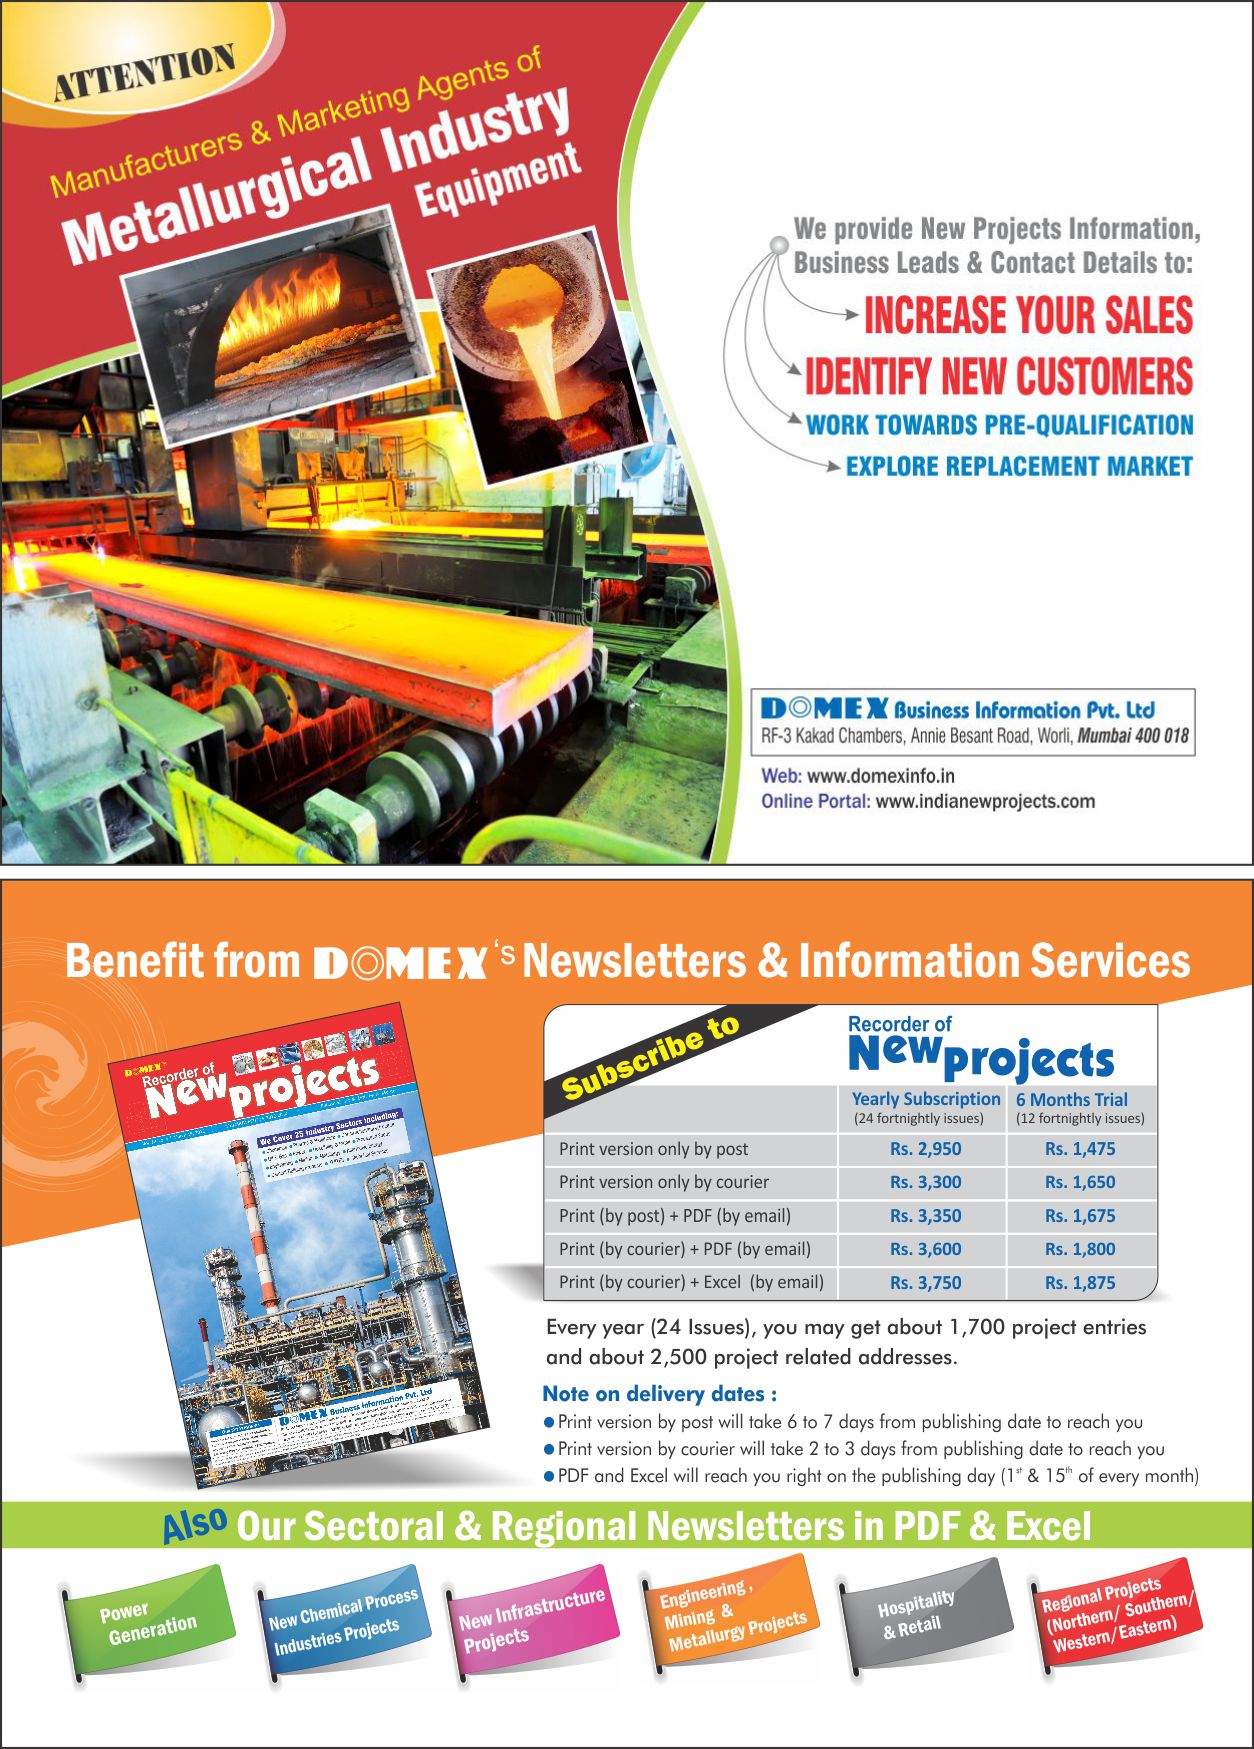 ATTENTION
Manufacturers & Marketing Agents of
Metallurgical Industry
Equipment
We provide New Projects Information,
Business Leads & Contact Details to:
INCREASE YOUR SALES
IDENTIFY NEW CUSTOMERS
WORK TOWARDS PRE-QUALIFICATION
EXPLORE REPLACEMENT MARKET
DOMEX Business Information Pvt. Ltd
RF-3 Kakad Chambers, Annie Besant Road, Worli, Mumbai 400 018
Web: www.domexinfo.in
Online Portal: www.indianewprojects.com
Benefit from DOMEX‘s Newsletters & Information Services
DOMEX
Recorder of
Newprojects
We Cover 25 Industry Sectors including:
DOMEX Business Information Pvt. Ltd
Subscribe to
Recorder of
Newprojects
Yearly Subscription 6 Months Trial
(24 fortnightly issues) (12 fortnightly issues)
Print version only by post Rs. 2,950 Rs. 1,475
Print version only by courier Rs. 3,300 Rs. 1,650
Print (by post) + PDF (by email) Rs. 3,350 Rs. 1,675
Print (by courier) + PDF (by email) Rs. 3,600 Rs. 1,800
Print (by courier) + Excel (by email) Rs. 3,750 Rs. 1,875
Every year (24 Issues), you may get about 1,700 project entries
and about 2,500 project related addresses.
Note on delivery dates :
● Print version by post will take 6 to 7 days from publishing date to reach you
● Print version by courier will take 2 to 3 days from publishing date to reach you
● PDF and Excel will reach you right on the publishing day (1st & 15th of every month)
Also Our Sectoral & Regional Newsletters in PDF & Excel
Power
Generation
New Chemical Process
Industries Projects
New Infrastructure
Projects
Engineering ,
Mining &
Metallurgy Projects
Hospitality
& Retail
Regional Projects
(Northern/ Southern/
Western/Eastern)